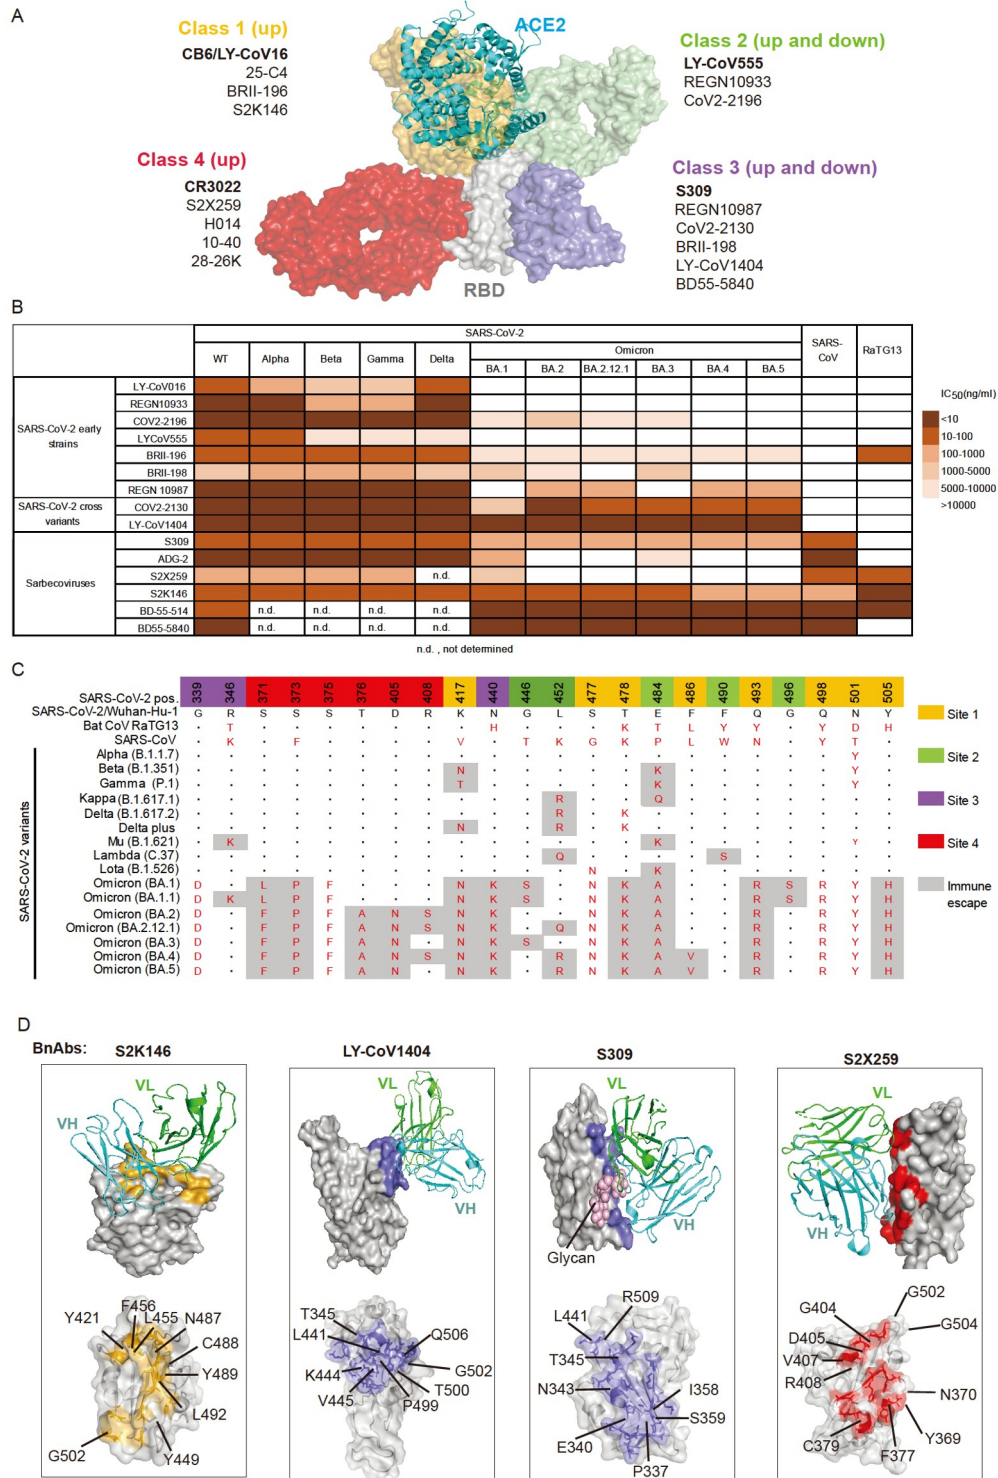 A
Class 1 (up)
CB6/LY-CoV16
25-C4
BRII-196
S2K146
ACE2
Class 2 (up and down)
LY-CoV555
REGN10933
CoV2-2196
Class 4 (up)
CR3022
S2X259
H014
10-40
28-26K
Class 3 (up and down)
S309
REGN10987
CoV2-2130
BRII-198
LY-CoV1404
BD55-5840
RBD
B
SARS-CoV-2
SARS-CoV
RaTG13
WT Alpha Beta Gamma Delta Omicron
BA.1 BA.2 BA.2.12.1 BA.3 BA.4 BA.5
SARS-CoV-2 early strains
LY-CoV016
REGN10933
COV2-2196
LYCoV555
BRII-196
BRII-198
REGN 10987
SARS-CoV-2 cross variants
COV2-2130
LY-CoV1404
Sarbecoviruses
S309
ADG-2
S2X259 n.d.
S2K146
BD-55-514 n.d. n.d. n.d. n.d.
BD55-5840 n.d. n.d. n.d. n.d.
IC50(ng/ml)
<10
10-100
100-1000
1000-5000
5000-10000
>10000
n.d. , not determined
C
SARS-CoV-2 pos. 339 346 371 373 375 376 405 408 417 440 446 452 477 478 484 486 490 493 496 498 501 505
SARS-CoV-2/Wuhan-Hu-1 G R S S S T D R K N G L S T E F F Q G Q N Y
Bat CoV RaTG13 · T · · · · · · · H · · · K T L Y Y · Y D H
SARS-CoV · K · F · · · · V · T K G K P L W N · Y T ·
SARS-CoV-2 variants
Alpha (B.1.1.7) · · · · · · · · · · · · · · · · · · · · Y ·
Beta (B.1.351) · · · · · · · · N · · · · · K · · · · · Y ·
Gamma (P.1) · · · · · · · · T · · · · · K · · · · · Y ·
Kappa (B.1.617.1) · · · · · · · · · · · R · · Q · · · · · · ·
Delta (B.1.617.2) · · · · · · · · · · · R · K · · · · · · · ·
Delta plus · · · · · · · · N · · R · K · · · · · · · ·
Mu (B.1.621) · K · · · · · · · · · · · · K · · · · · Y ·
Lambda (C.37) · · · · · · · · · · · Q · · · · S · · · · ·
Lota (B.1.526) · · · · · · · · · · · · N · K · · · · · · ·
Omicron (BA.1) D · L P F · · · N K S · N K A · · R S R Y H
Omicron (BA.1.1) D K L P F · · · N K S · N K A · · R S R Y H
Omicron (BA.2) D · F P F A N S N K · · N K A · · R · R Y H
Omicron (BA.2.12.1) D · F P F A N S N K · Q N K A · · R · R Y H
Omicron (BA.3) D · F P F A N · N K S · N K A · · R · R Y H
Omicron (BA.4) D · F P F A N S N K · R N K A V · R · R Y H
Omicron (BA.5) D · F P F A N · N K · R N K A V · R · R Y H
Site 1
Site 2
Site 3
Site 4
Immune escape
D
BnAbs: S2K146
VL
VH
Y421
F456
L455
N487
C488
Y489
L492
Y449
G502
LY-CoV1404
VL
VH
T345
L441
K444
V445
Q506
G502
T500
P499
S309
VL
VH
Glycan
R509
L441
T345
N343
E340
I358
S359
P337
S2X259
VL
VH
G502
G404
G504
D405
V407
R408
N370
Y369
C379
F377